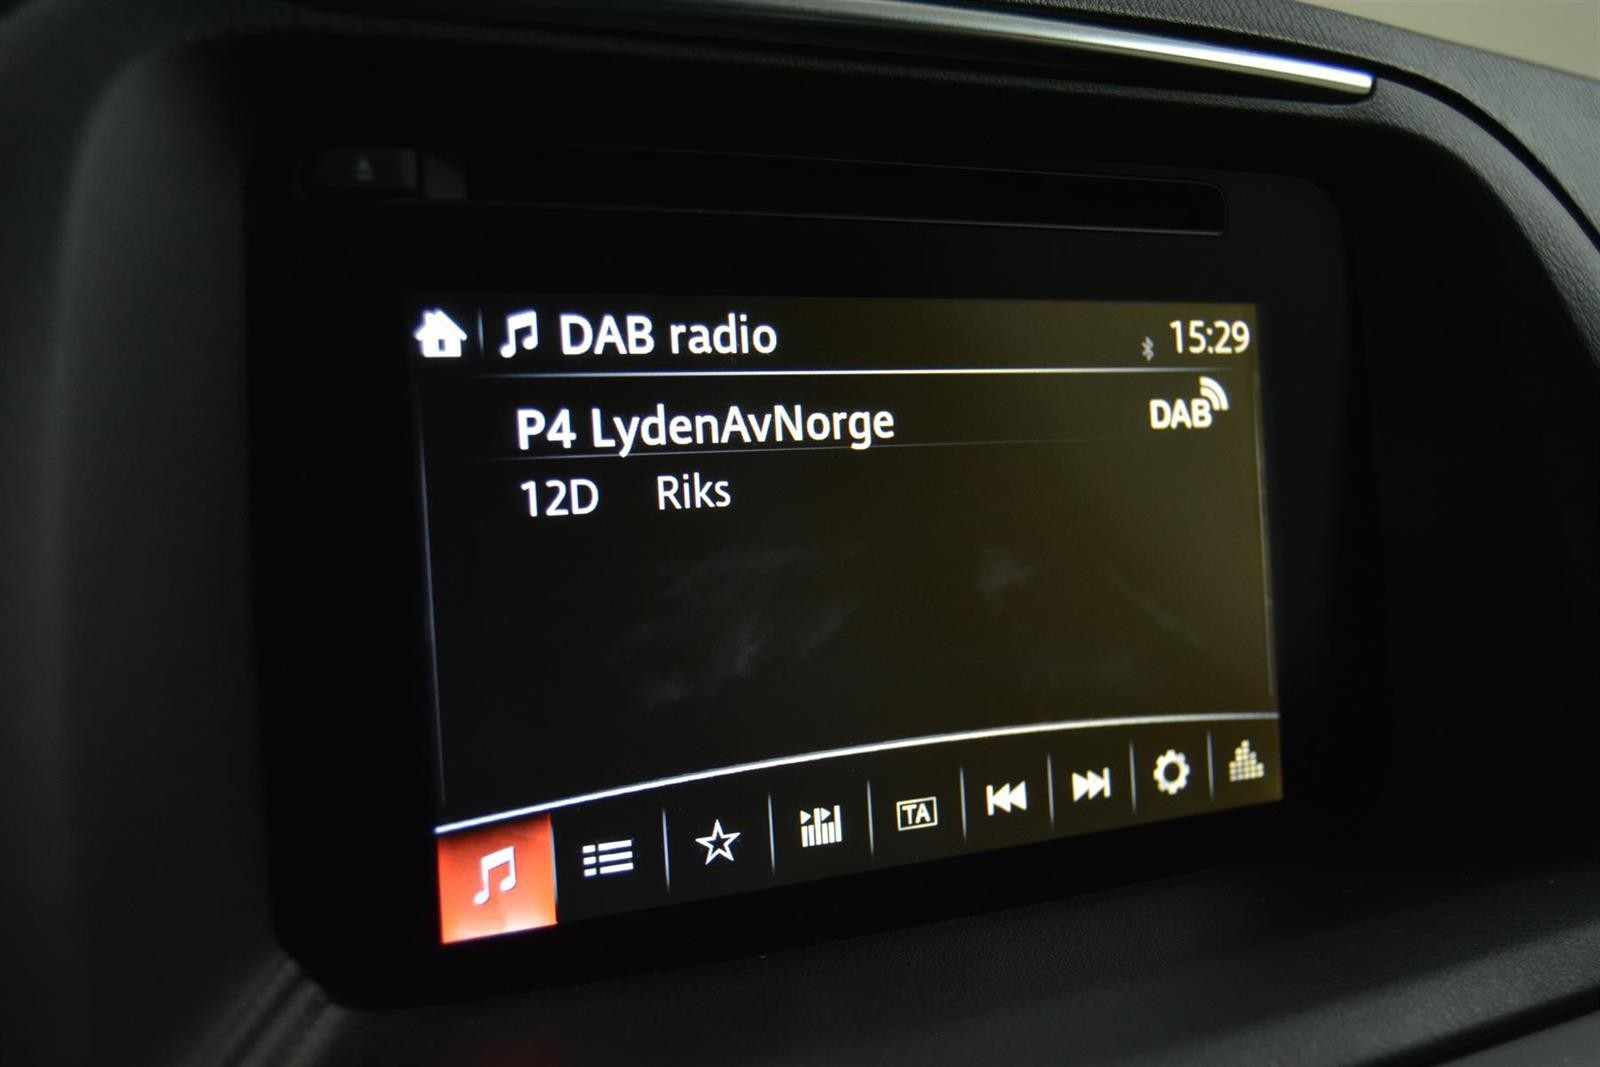 DAB radio
15:29
P4 LydenAvNorge
DAB
12D Riks
TA